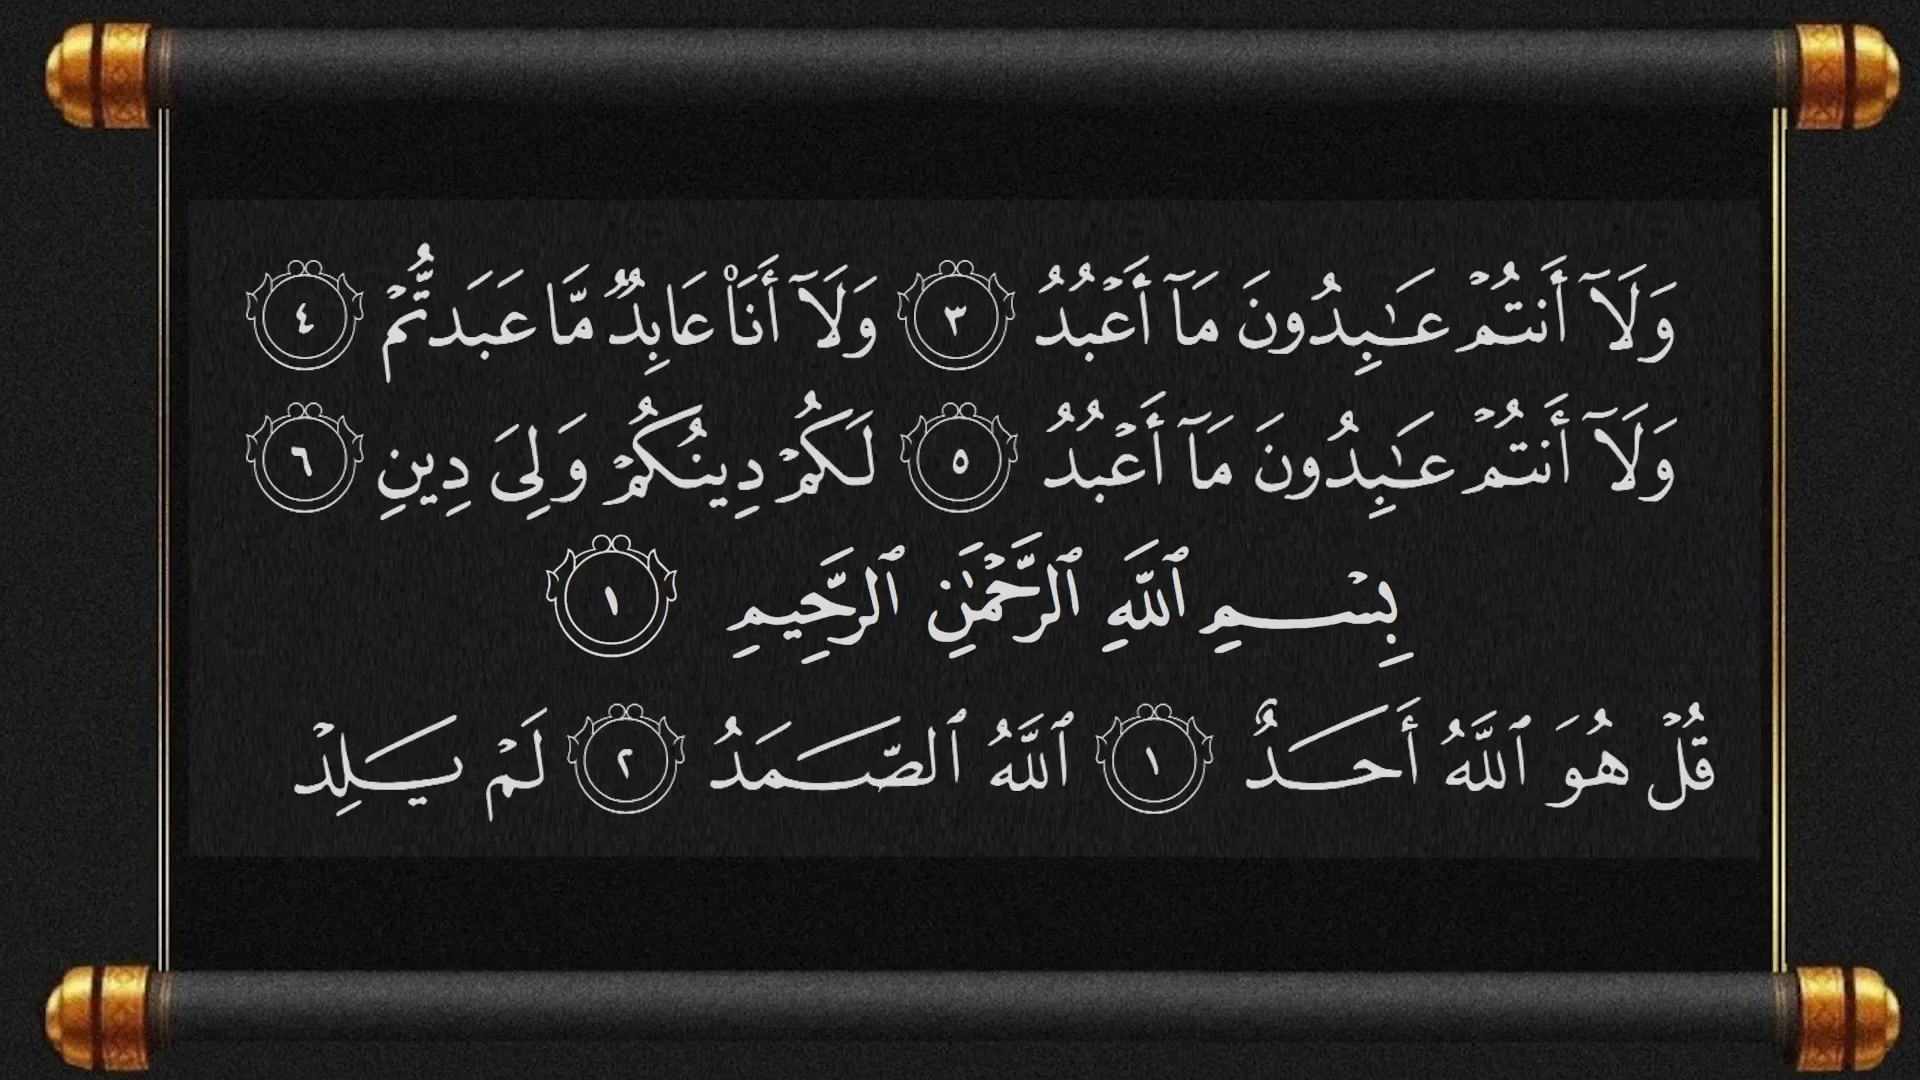 وَلَآ أَنتُمۡ عَـٰبِدُونَ مَآ أَعۡبُدُ ٣ وَلَآ أَنَا۠ عَابِدٌ مَّا عَبَدتُّمۡ ٤
وَلَآ أَنتُمۡ عَـٰبِدُونَ مَآ أَعۡبُدُ ٥ لَكُمۡ دِينُكُمۡ وَلِیَ دِينِ ٦
بِسۡمِ ٱللَّهِ ٱلرَّحۡمَـٰنِ ٱلرَّحِيمِ ١
قُلۡ هُوَ ٱللَّهُ أَحَدٌ ١ ٱللَّهُ ٱلصَّمَدُ ٢ لَمۡ يَلِدۡ